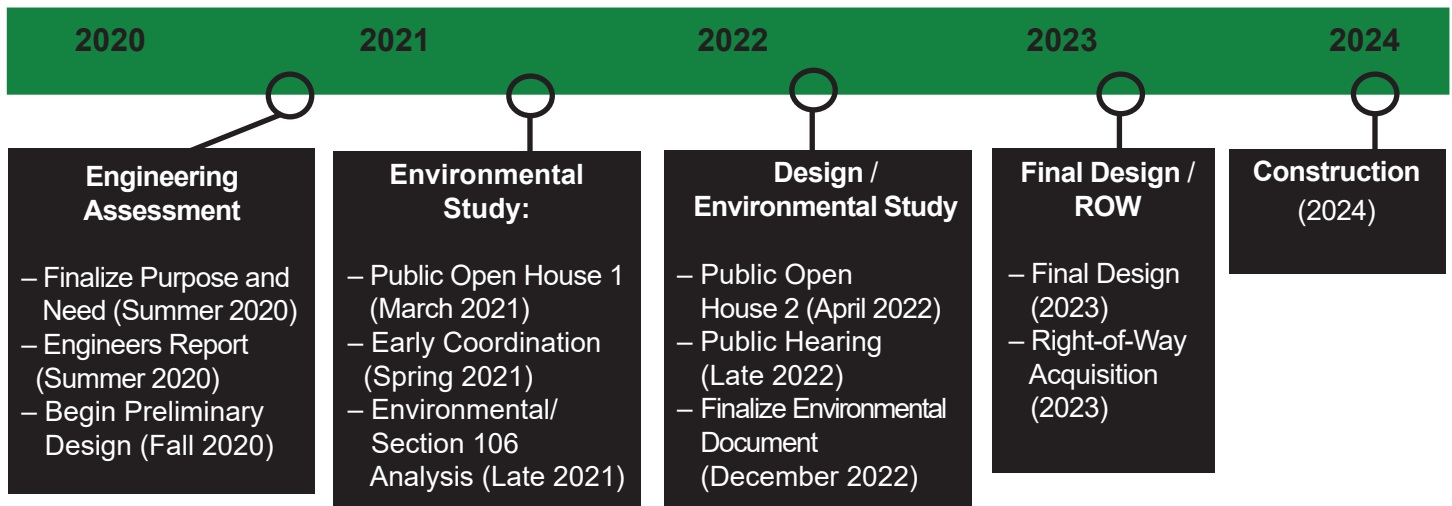 2020 2021 2022 2023 2024
Engineering
Assessment
– Finalize Purpose and
Need (Summer 2020)
– Engineers Report
(Summer 2020)
– Begin Preliminary
Design (Fall 2020)
Environmental
Study:
– Public Open House 1
(March 2021)
– Early Coordination
(Spring 2021)
– Environmental/
Section 106
Analysis (Late 2021)
Design /
Environmental Study
– Public Open
House 2 (April 2022)
– Public Hearing
(Late 2022)
– Finalize Environmental
Document
(December 2022)
Final Design /
ROW
– Final Design
(2023)
– Right-of-Way
Acquisition
(2023)
Construction
(2024)